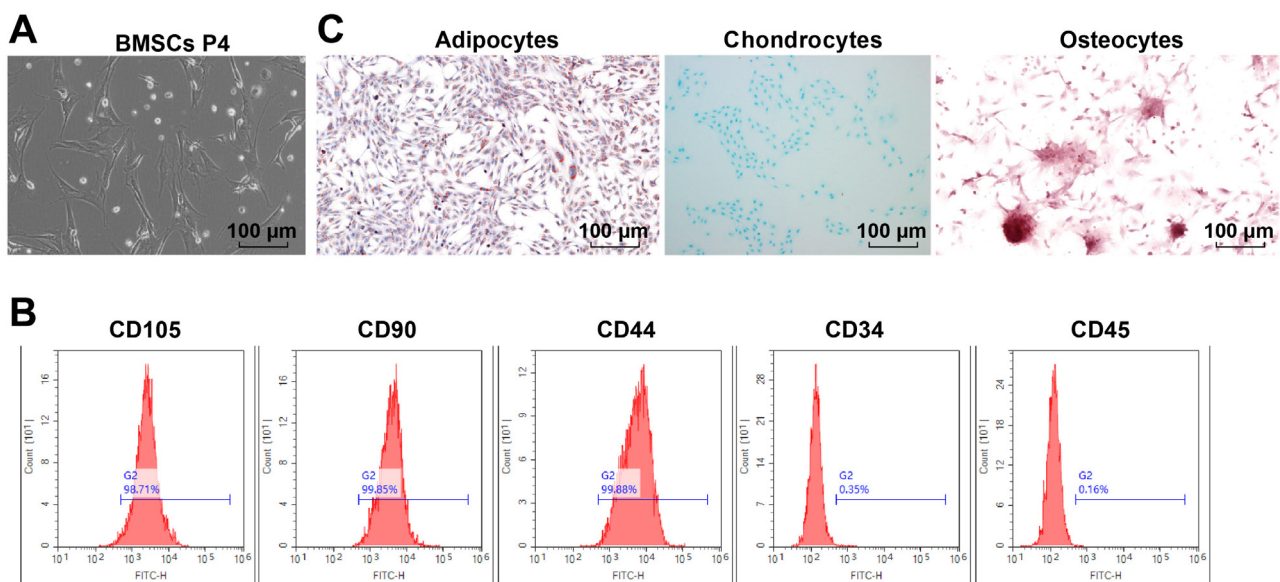 A
BMSCs P4
100 µm
C
Adipocytes
100 µm
Chondrocytes
100 µm
Osteocytes
100 µm
B
CD105
Count [10¹]
16
12
8
4
0
G2
98.71%
10¹ 10² 10³ 10⁴ 10⁵ 10⁶
FITC-H
CD90
Count [10¹]
16
12
8
4
0
G2
99.85%
10¹ 10² 10³ 10⁴ 10⁵ 10⁶
FITC-H
CD44
Count [10¹]
12
9
6
3
0
G2
99.88%
10¹ 10² 10³ 10⁴ 10⁵ 10⁶
FITC-H
CD34
Count [10¹]
28
21
14
7
0
G2
0.35%
10¹ 10² 10³ 10⁴ 10⁵ 10⁶
FITC-H
CD45
Count [10¹]
24
18
12
6
0
G2
0.16%
10¹ 10² 10³ 10⁴ 10⁵ 10⁶
FITC-H